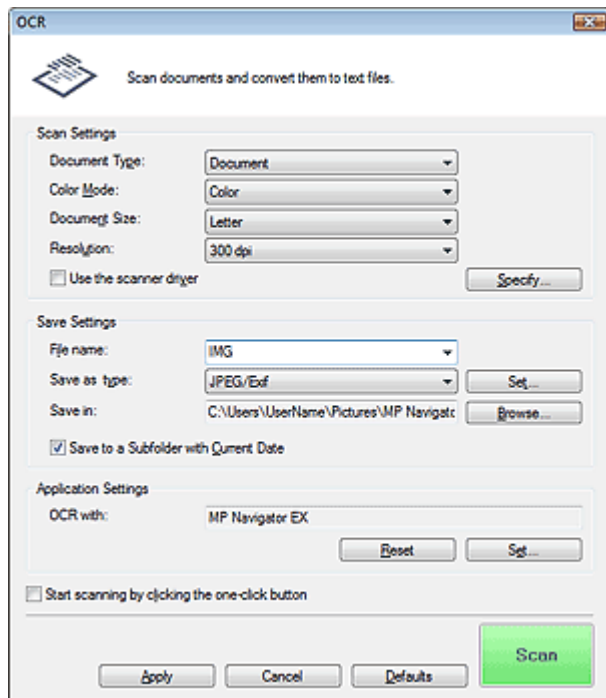 OCR
Scan documents and convert them to text files.
Scan Settings
Document Type: Document
Color Mode: Color
Document Size: Letter
Resolution: 300 dpi
Use the scanner driver Specify...
Save Settings
File name: IMG
Save as type: JPEG/Exif Set...
Save in: C:\Users\UserName\Pictures\MP Navigatc Browse...
Save to a Subfolder with Current Date
Application Settings
OCR with: MP Navigator EX
Reset Set...
Start scanning by clicking the one-click button
Scan
Apply Cancel Defaults